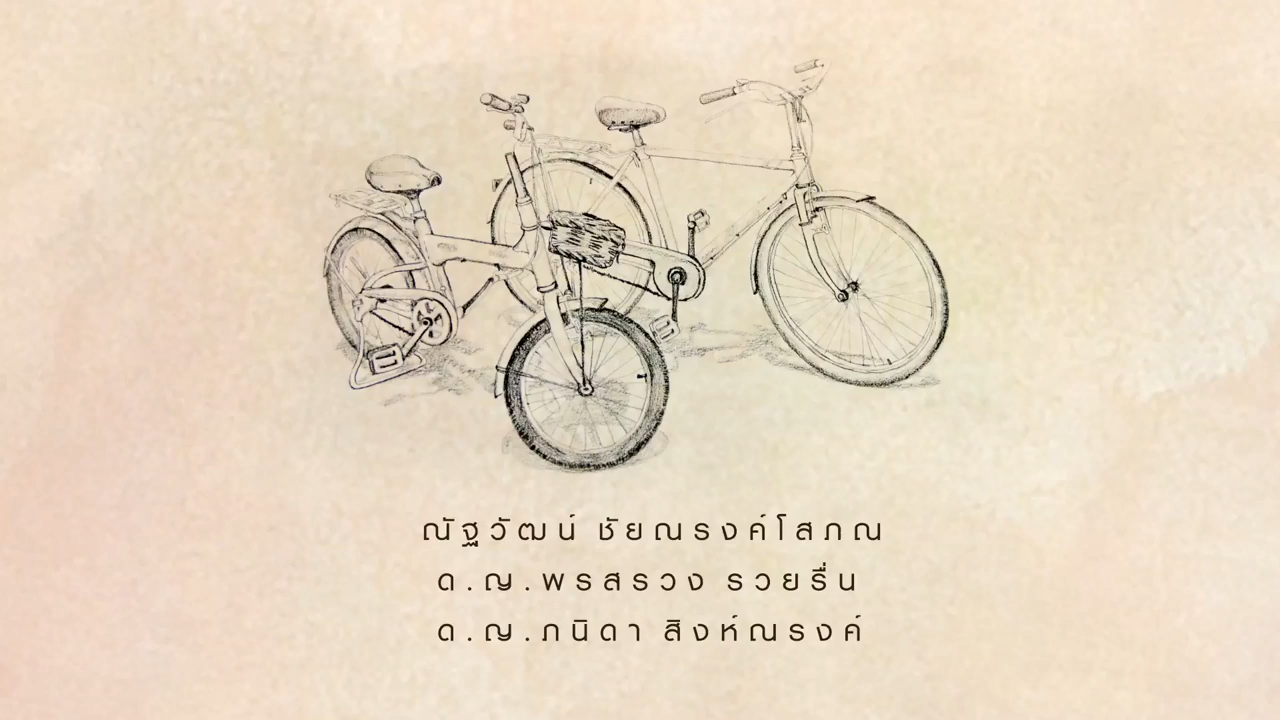 ณัฐวัฒน์ ชัยณรงค์โสภณ
ด.ญ.พรสรวง รวยรื่น
ด.ญ.ภนิดา สิงห์ณรงค์